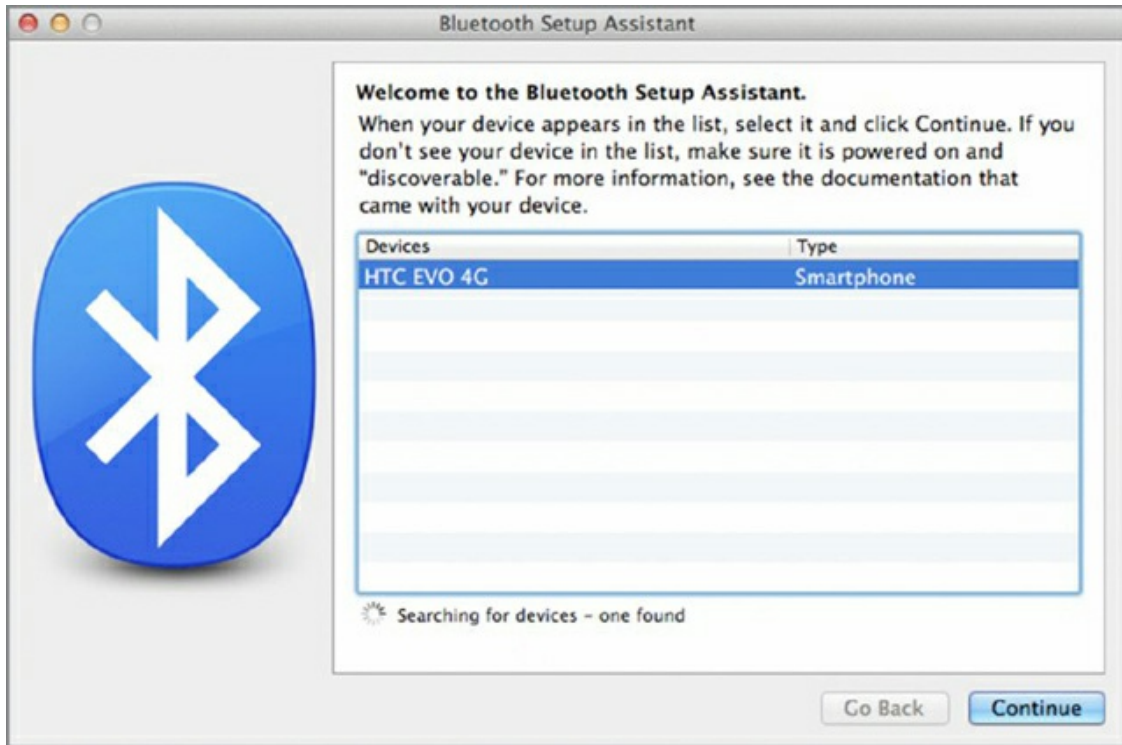 Bluetooth Setup Assistant
Welcome to the Bluetooth Setup Assistant.
When your device appears in the list, select it and click Continue. If you
don't see your device in the list, make sure it is powered on and
“discoverable.” For more information, see the documentation that
came with your device.
Devices Type
HTC EVO 4G Smartphone
Searching for devices – one found
Go Back Continue